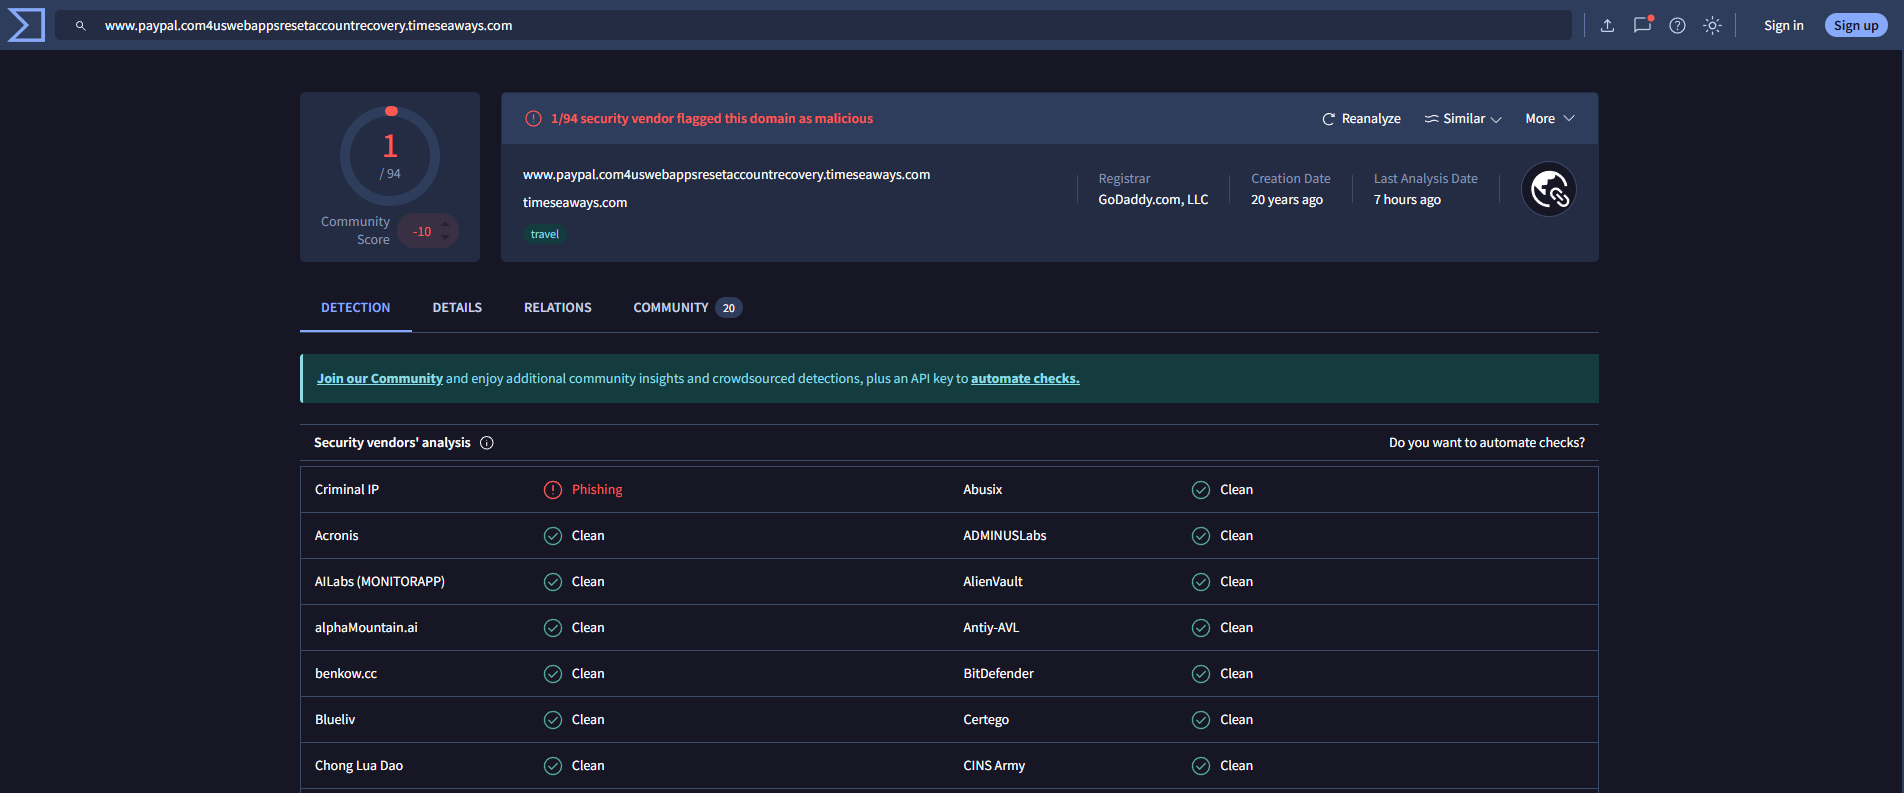 www.paypal.com4uswebappsresetaccountrecovery.timeseaways.com
Sign in
Sign up
1
/ 94
Community
Score
-10
1/94 security vendor flagged this domain as malicious
Reanalyze
Similar
More
www.paypal.com4uswebappsresetaccountrecovery.timeseaways.com
timeseaways.com
travel
Registrar
GoDaddy.com, LLC
Creation Date
20 years ago
Last Analysis Date
7 hours ago
DETECTION
DETAILS
RELATIONS
COMMUNITY 20
Join our Community and enjoy additional community insights and crowdsourced detections, plus an API key to automate checks.
Security vendors' analysis
Do you want to automate checks?
Criminal IP Phishing Abusix Clean
Acronis Clean ADMINUSLabs Clean
AILabs (MONITORAPP) Clean AlienVault Clean
alphaMountain.ai Clean Antiy-AVL Clean
benkow.cc Clean BitDefender Clean
Blueliv Clean Certego Clean
Chong Lua Dao Clean CINS Army Clean